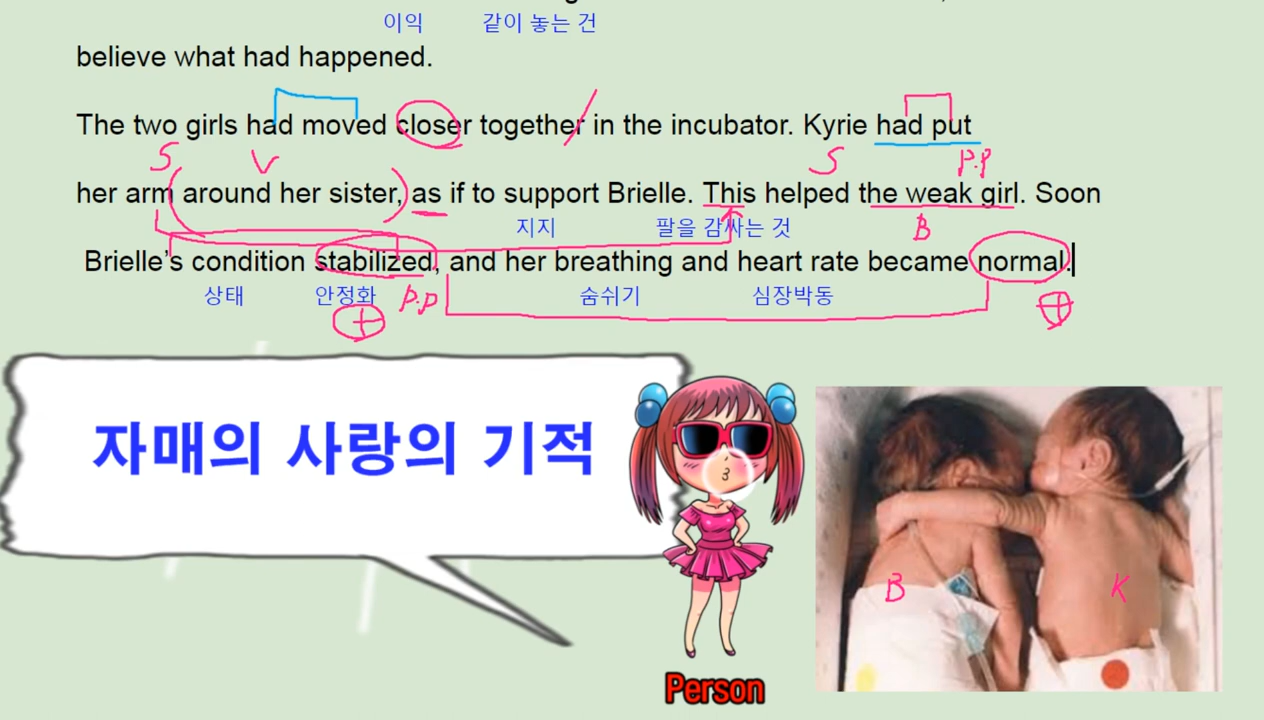 이익 같이 놓는 건
believe what had happened.
The two girls had moved closer together in the incubator. Kyrie had put
S V S P.P
her arm around her sister, as if to support Brielle. This helped the weak girl. Soon
지지 팔을 감싸는 것 B
Brielle's condition stabilized, and her breathing and heart rate became normal.
상태 안정화 P.P 숨쉬기 심장박동
자매의 사랑의 기적
B K
Person